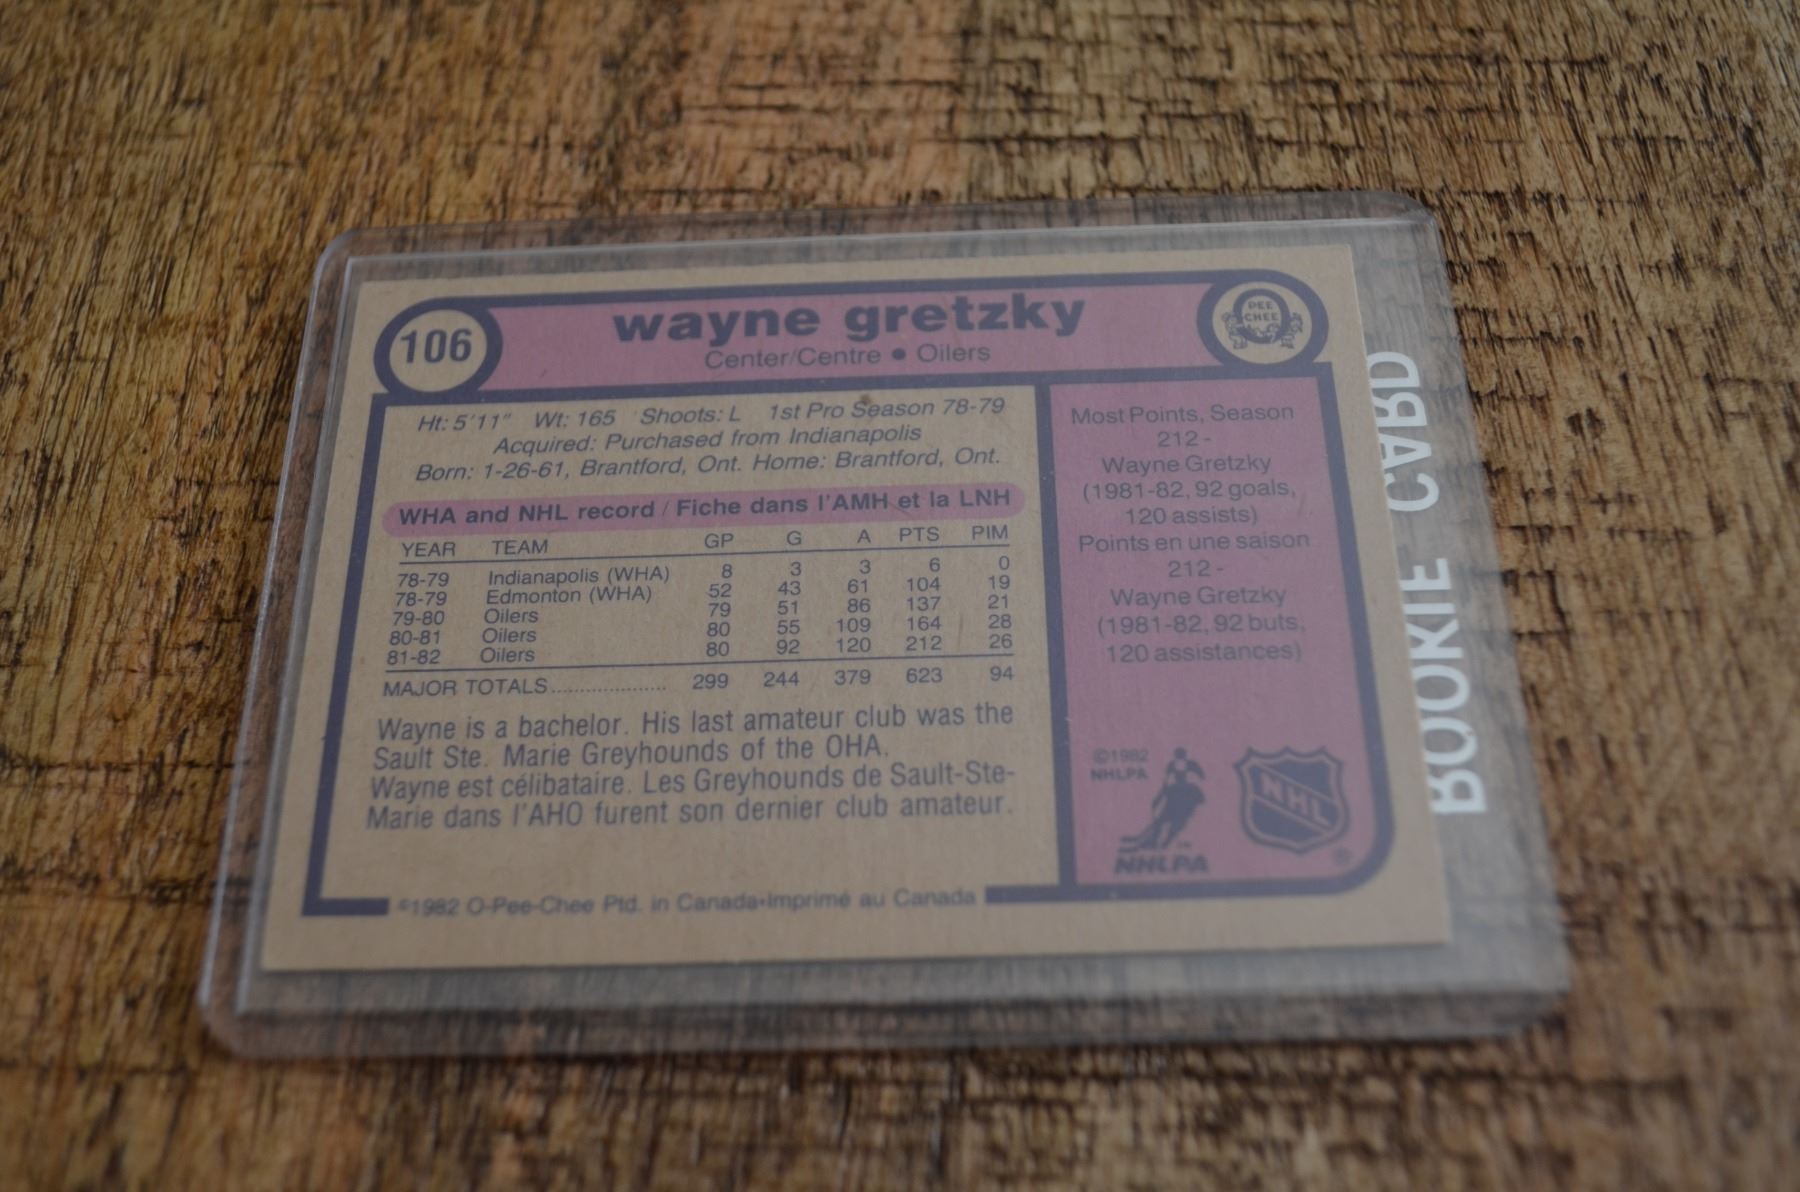 106
wayne gretzky
PEE
CHEE
Center/Centre • Oilers
Ht: 5'11" Wt: 165 Shoots: L 1st Pro Season 78-79
Acquired: Purchased from Indianapolis
Born: 1-26-61, Brantford, Ont. Home: Brantford, Ont.
WHA and NHL record / Fiche dans l'AMH et la LNH
YEAR TEAM GP G A PTS PIM
78-79 Indianapolis (WHA) 8 3 3 6 0
78-79 Edmonton (WHA) 52 43 61 104 19
79-80 Oilers 79 51 86 137 21
80-81 Oilers 80 55 109 164 28
81-82 Oilers 80 92 120 212 26
MAJOR TOTALS.................... 299 244 379 623 94
Wayne is a bachelor. His last amateur club was the
Sault Ste. Marie Greyhounds of the OHA.
Wayne est célibataire. Les Greyhounds de Sault-Ste-
Marie dans l'AHO furent son dernier club amateur.
©1982 O-Pee-Chee Ptd. in Canada•Imprimé au Canada
Most Points, Season
212 -
Wayne Gretzky
(1981-82, 92 goals,
120 assists)
Points en une saison
212 -
Wayne Gretzky
(1981-82, 92 buts,
120 assistances)
©1982
NHLPA
NHLPA
NHL
ROOKIE CARD